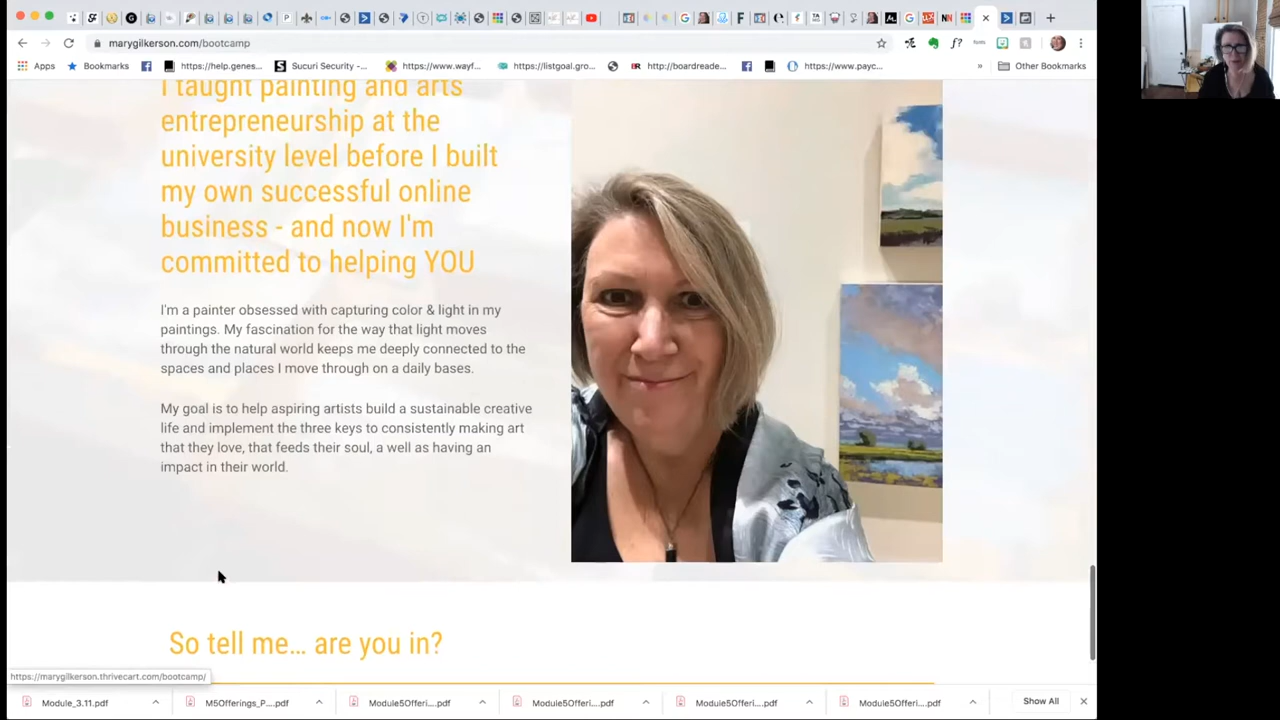 marygilkerson.com/bootcamp
Apps
Bookmarks
https://help.genes...
Sucuri Security -...
https://www.wayf...
https://listgoal.gro...
http://boardreade...
https://www.payc...
»
Other Bookmarks
I taught painting and arts
entrepreneurship at the
university level before I built
my own successful online
business - and now I'm
committed to helping YOU
I'm a painter obsessed with capturing color & light in my
paintings. My fascination for the way that light moves
through the natural world keeps me deeply connected to the
spaces and places I move through on a daily bases.
My goal is to help aspiring artists build a sustainable creative
life and implement the three keys to consistently making art
that they love, that feeds their soul, a well as having an
impact in their world.
So tell me... are you in?
https://marygilkerson.thrivecart.com/bootcamp/
Module_3.11.pdf
M5Offerings_P....pdf
Module5Offeri....pdf
Module5Offeri....pdf
Module5Offeri....pdf
Module5Offeri....pdf
Show All